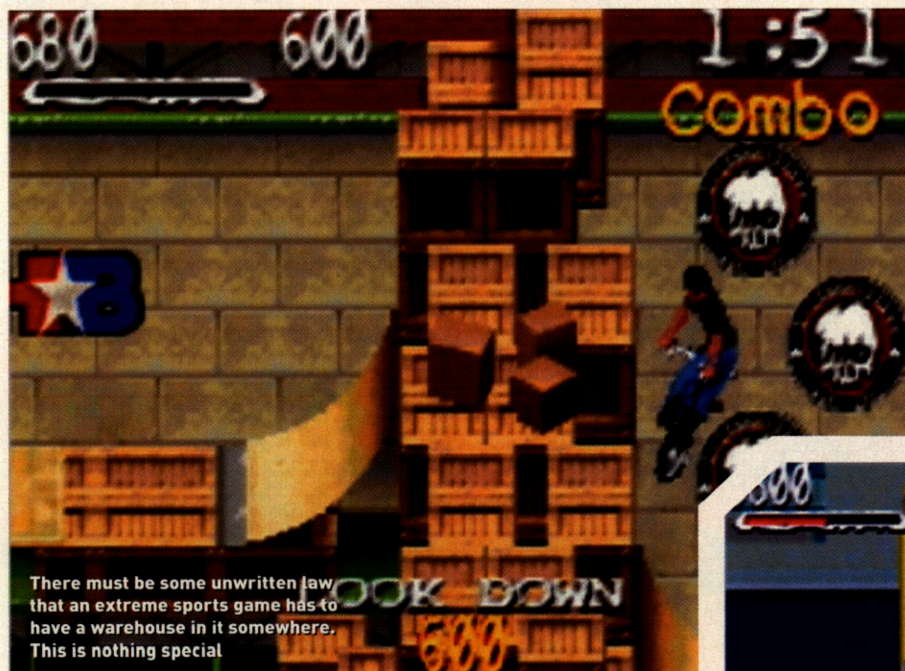 680 600 1:51
Combo
There must be some unwritten law
that an extreme sports game has to
have a warehouse in it somewhere.
This is nothing special
LOOK DOWN
500